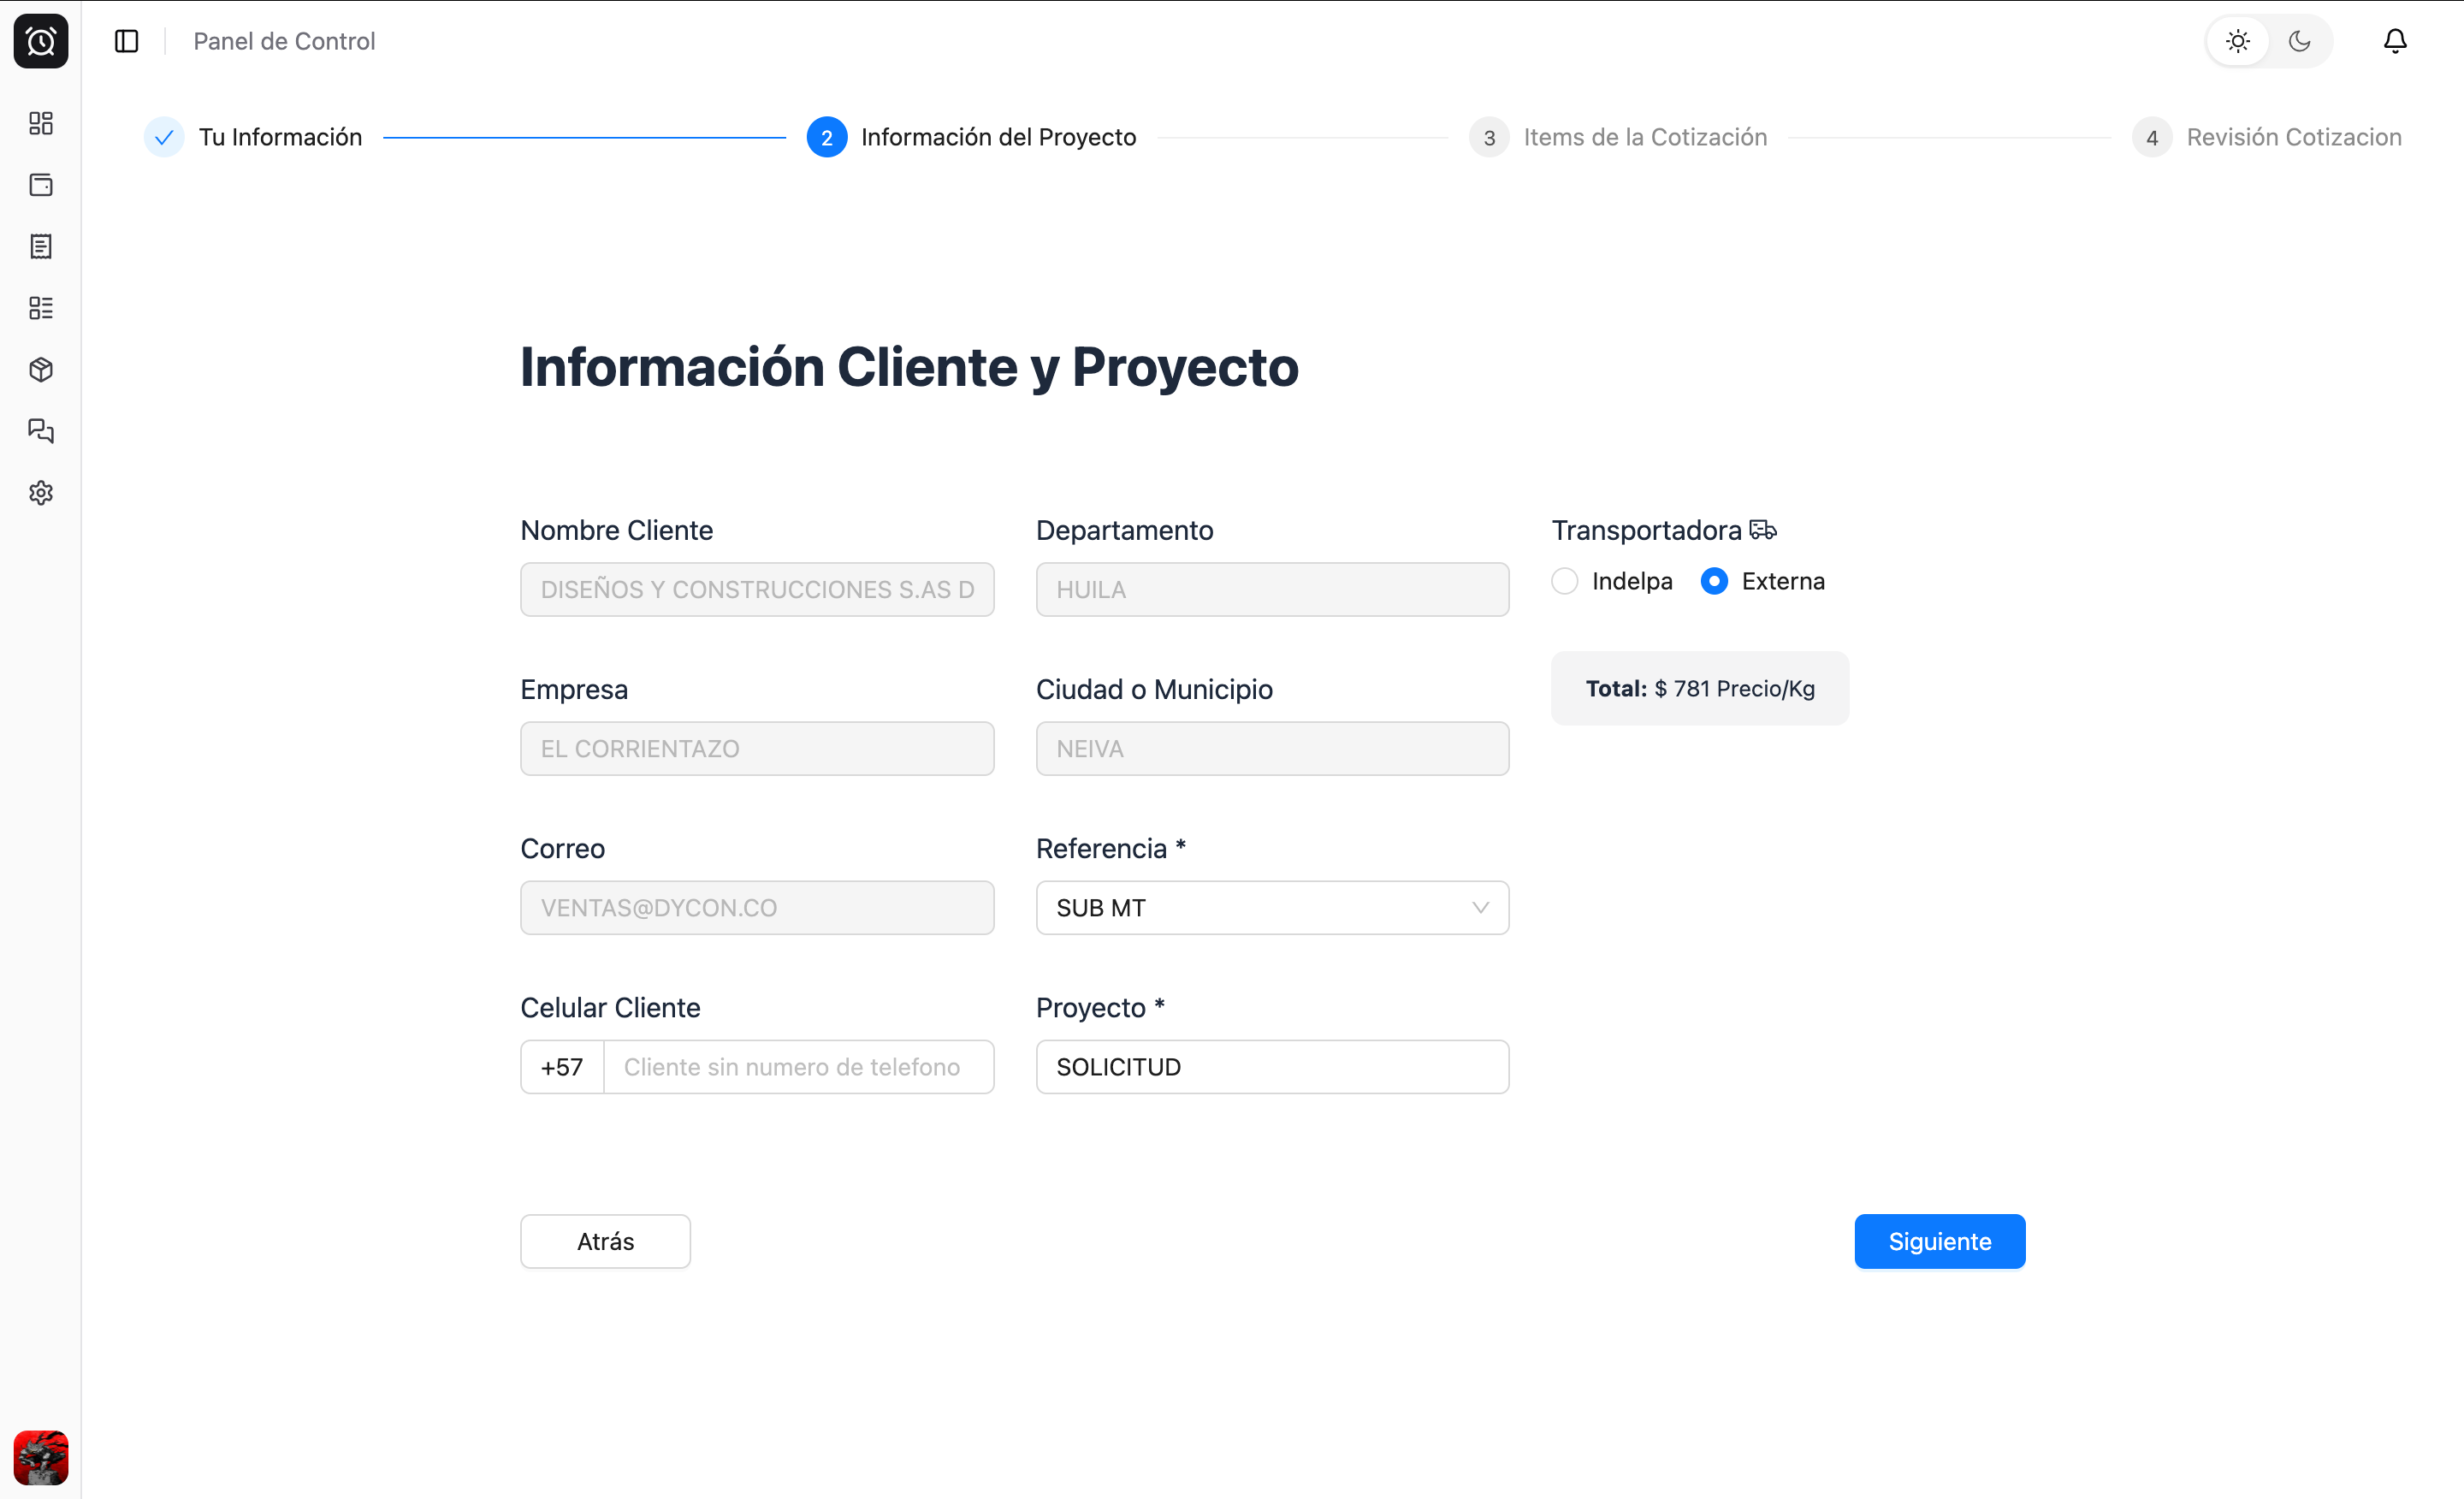 Panel de Control
Tu Información
2 Información del Proyecto
3 Items de la Cotización
4 Revisión Cotizacion
Información Cliente y Proyecto
Nombre Cliente
DISEÑOS Y CONSTRUCCIONES S.AS D
Departamento
HUILA
Transportadora
Indelpa
Externa
Total: $ 781 Precio/Kg
Empresa
EL CORRIENTAZO
Ciudad o Municipio
NEIVA
Correo
VENTAS@DYCON.CO
Referencia *
SUB MT
Celular Cliente
+57 Cliente sin numero de telefono
Proyecto *
SOLICITUD
Atrás
Siguiente